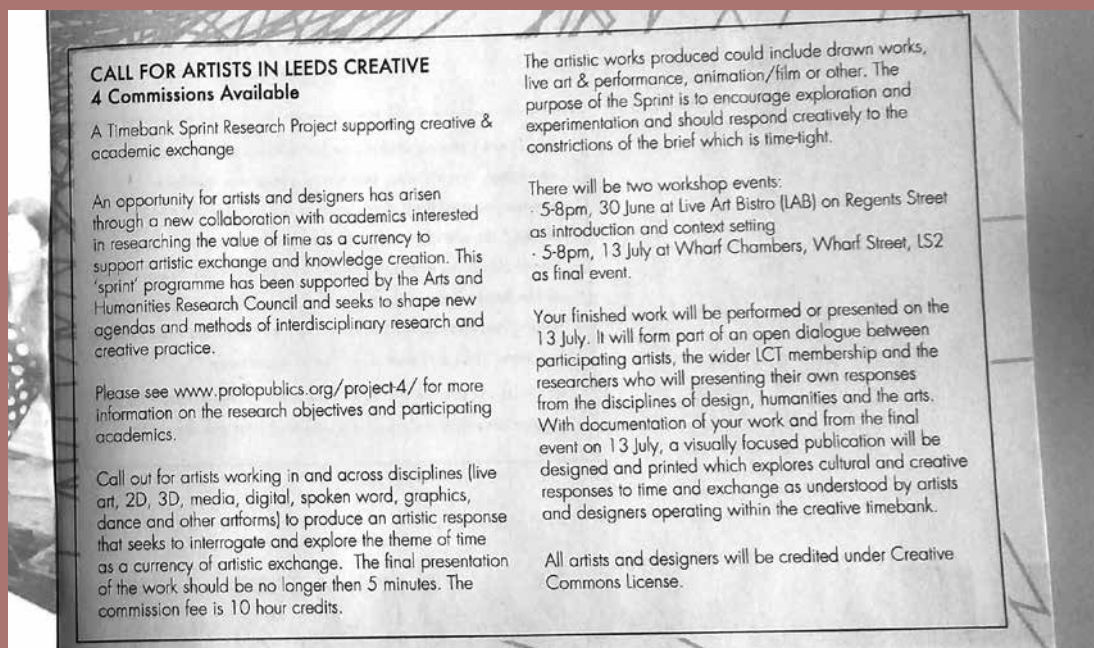 CALL FOR ARTISTS IN LEEDS CREATIVE
4 Commissions Available
A Timebank Sprint Research Project supporting creative &
academic exchange
An opportunity for artists and designers has arisen
through a new collaboration with academics interested
in researching the value of time as a currency to
support artistic exchange and knowledge creation. This
'sprint' programme has been supported by the Arts and
Humanities Research Council and seeks to shape new
agendas and methods of interdisciplinary research and
creative practice.
Please see www.protopublics.org/project-4/ for more
information on the research objectives and participating
academics.
Call out for artists working in and across disciplines (live
art, 2D, 3D, media, digital, spoken word, graphics,
dance and other artforms) to produce an artistic response
that seeks to interrogate and explore the theme of time
as a currency of artistic exchange. The final presentation
of the work should be no longer then 5 minutes. The
commission fee is 10 hour credits.
The artistic works produced could include drawn works,
live art & performance, animation/film or other. The
purpose of the Sprint is to encourage exploration and
experimentation and should respond creatively to the
constrictions of the brief which is time-tight.
There will be two workshop events:
· 5-8pm, 30 June at Live Art Bistro (LAB) on Regents Street
as introduction and context setting
· 5-8pm, 13 July at Wharf Chambers, Wharf Street, LS2
as final event.
Your finished work will be performed or presented on the
13 July. It will form part of an open dialogue between
participating artists, the wider LCT membership and the
researchers who will presenting their own responses
from the disciplines of design, humanities and the arts.
With documentation of your work and from the final
event on 13 July, a visually focused publication will be
designed and printed which explores cultural and creative
responses to time and exchange as understood by artists
and designers operating within the creative timebank.
All artists and designers will be credited under Creative
Commons License.